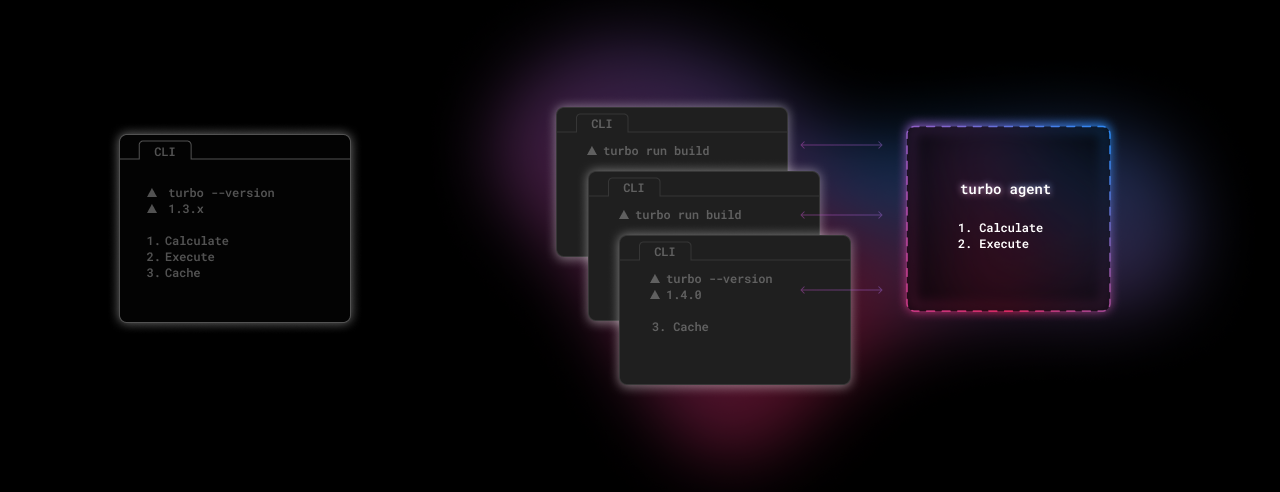 CLI
▲ turbo --version
▲ 1.3.x
1. Calculate
2. Execute
3. Cache
CLI
▲ turbo run build
CLI
▲ turbo run build
CLI
▲ turbo --version
▲ 1.4.0
3. Cache
turbo agent
1. Calculate
2. Execute